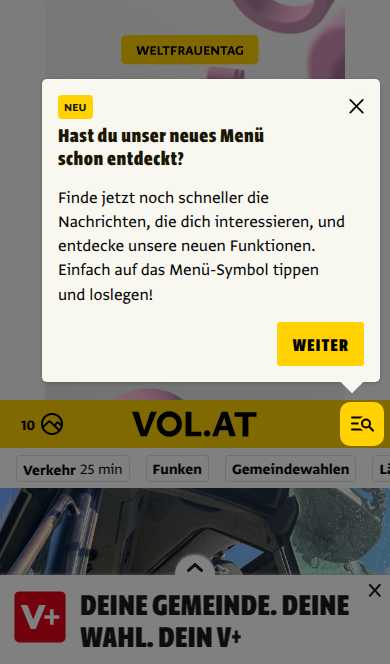 WELTFRAUENTAG
NEU
Hast du unser neues Menü
schon entdeckt?
Finde jetzt noch schneller die
Nachrichten, die dich interessieren, und
entdecke unsere neuen Funktionen.
Einfach auf das Menü-Symbol tippen
und loslegen!
WEITER
10 VOL.AT
Verkehr 25 min Funken Gemeindewahlen Lä
V+ DEINE GEMEINDE. DEINE
WAHL. DEIN V+